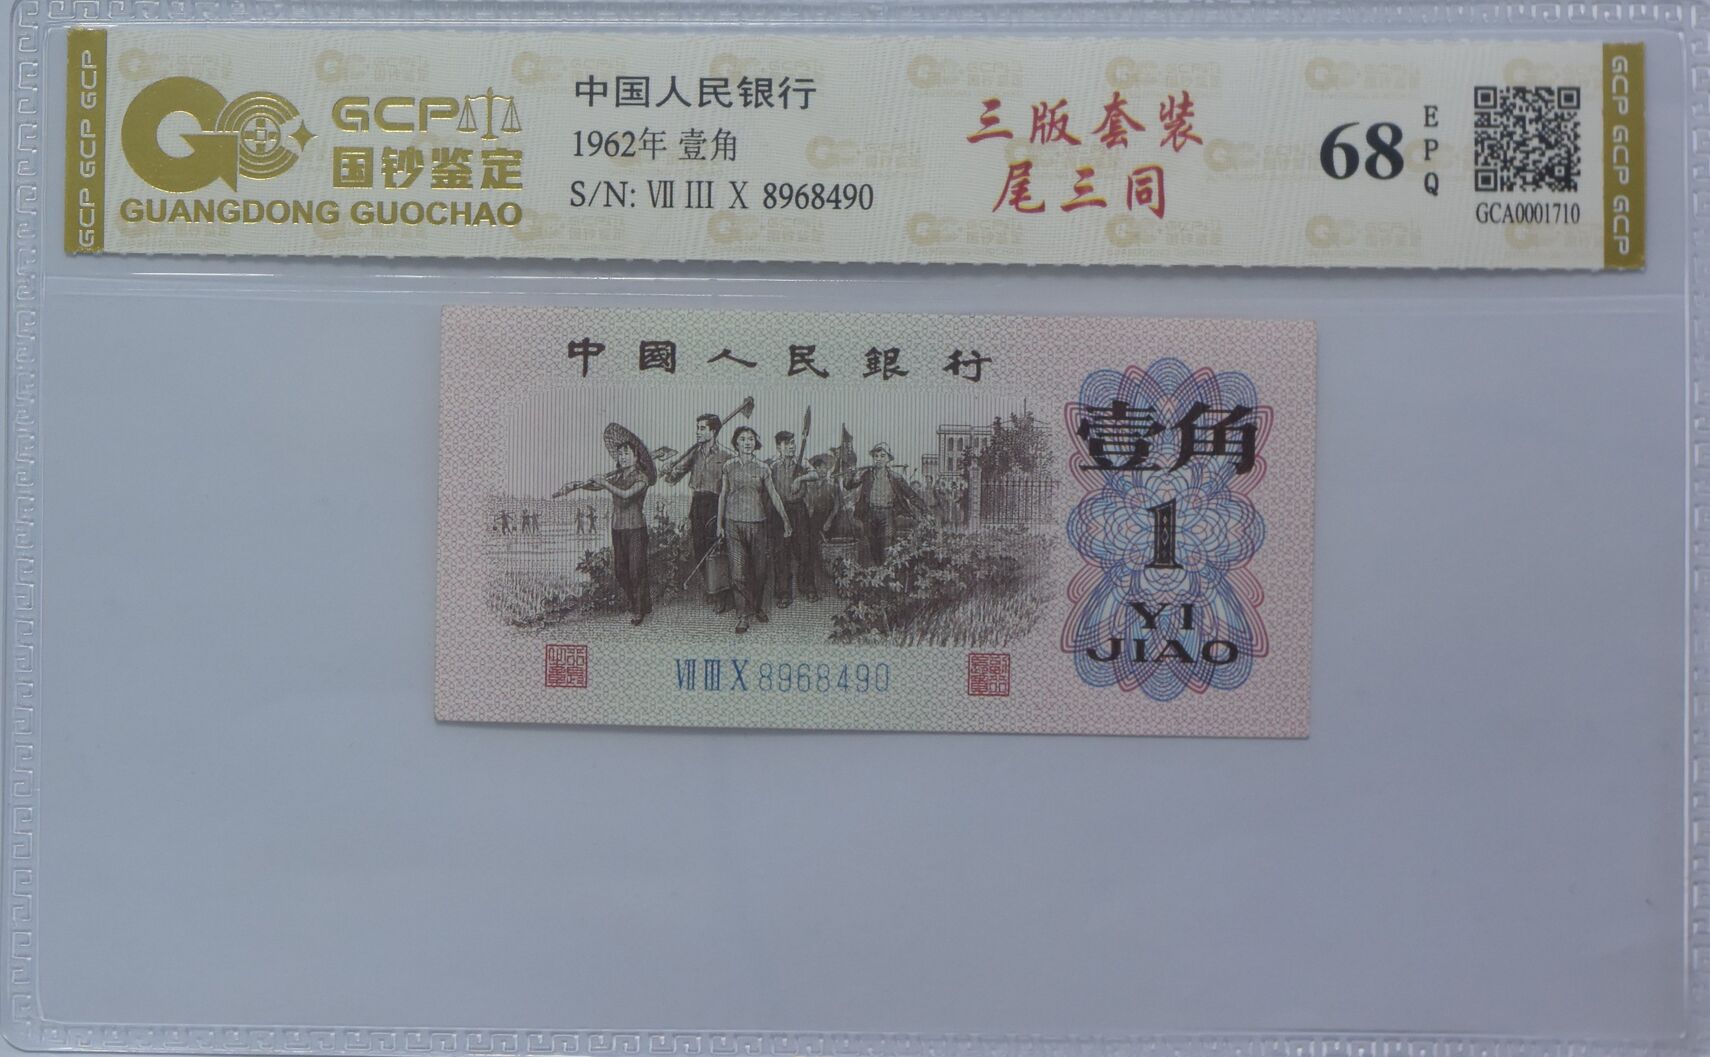 GCP GCP GCP
GCP
国钞鉴定
GUANGDONG GUOCHAO
中国人民银行
1962年 壹角
S/N: Ⅶ Ⅲ Ⅹ 8968490
三版套装
尾三同
68
EPQ
GCA0001710
GCP GCP GCP
中國人民銀行
壹角
1
YI
JIAO
Ⅶ Ⅲ Ⅹ 8968490